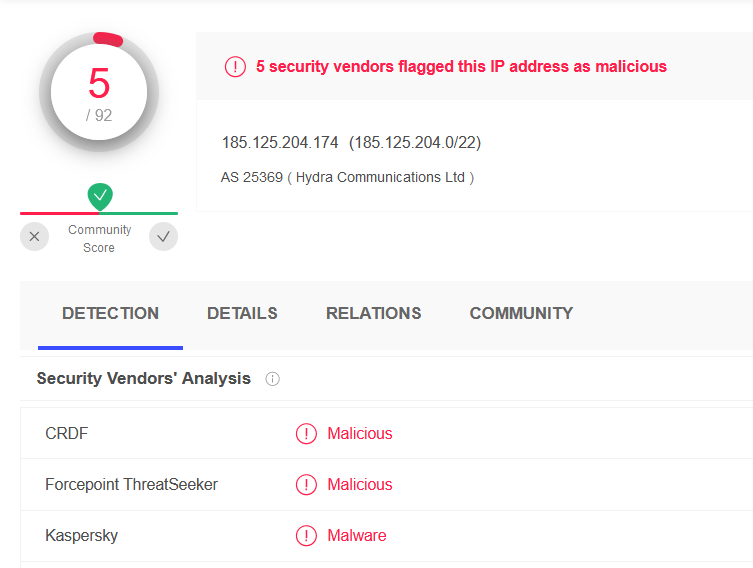 5
/ 92
5 security vendors flagged this IP address as malicious
185.125.204.174 (185.125.204.0/22)
AS 25369 ( Hydra Communications Ltd )
Community
Score
DETECTION DETAILS RELATIONS COMMUNITY
Security Vendors' Analysis
CRDF Malicious
Forcepoint ThreatSeeker Malicious
Kaspersky Malware